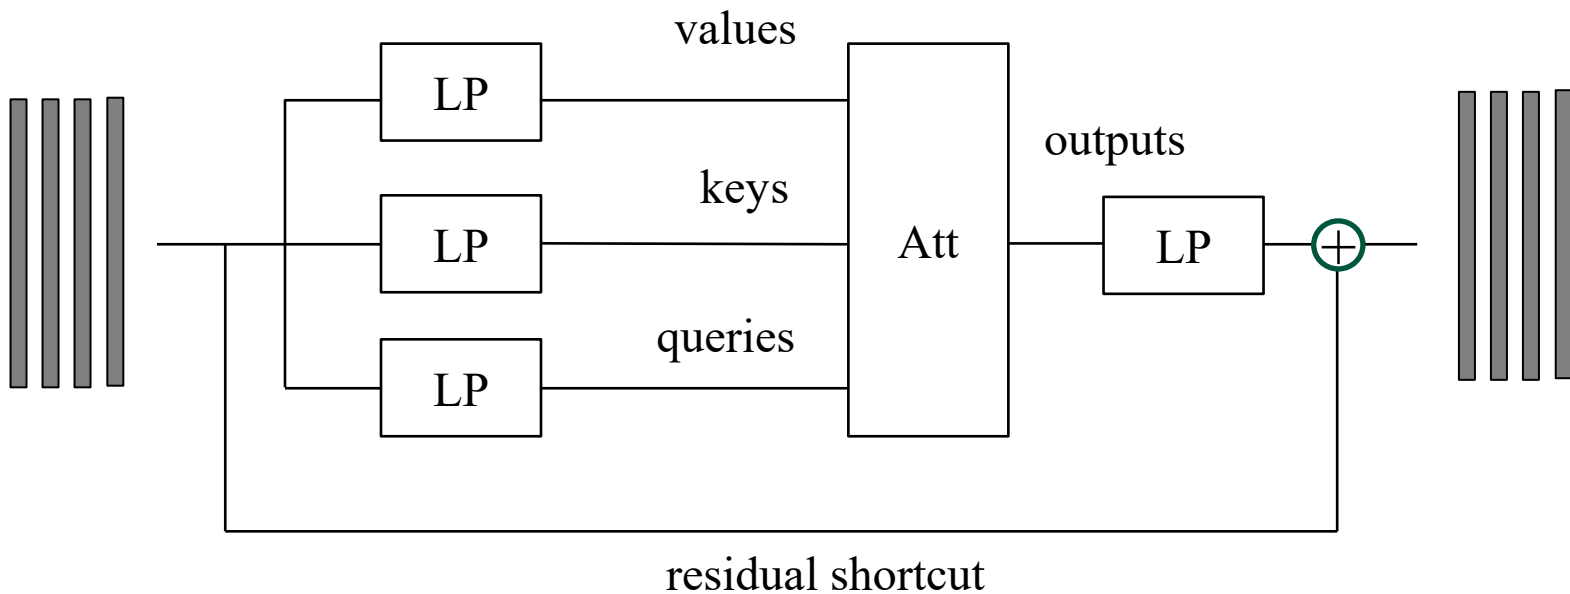 values
LP
outputs
keys
LP
Att
LP
queries
LP
residual shortcut